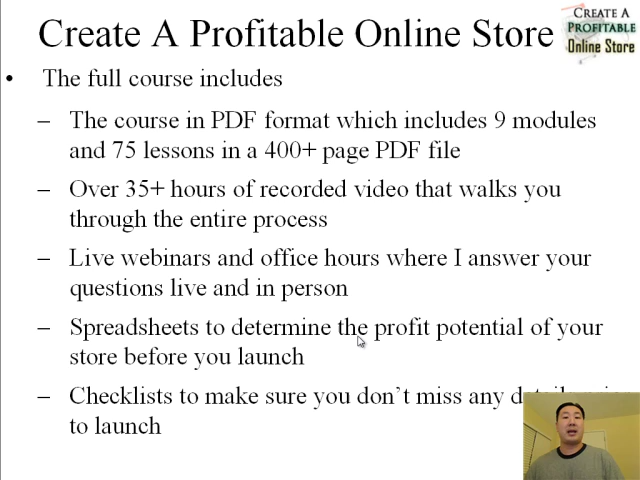 Create A Profitable Online Store
CREATE A
PROFITABLE
Online Store
• The full course includes
– The course in PDF format which includes 9 modules
and 75 lessons in a 400+ page PDF file
– Over 35+ hours of recorded video that walks you
through the entire process
– Live webinars and office hours where I answer your
questions live and in person
– Spreadsheets to determine the profit potential of your
store before you launch
– Checklists to make sure you don’t miss any
to launch